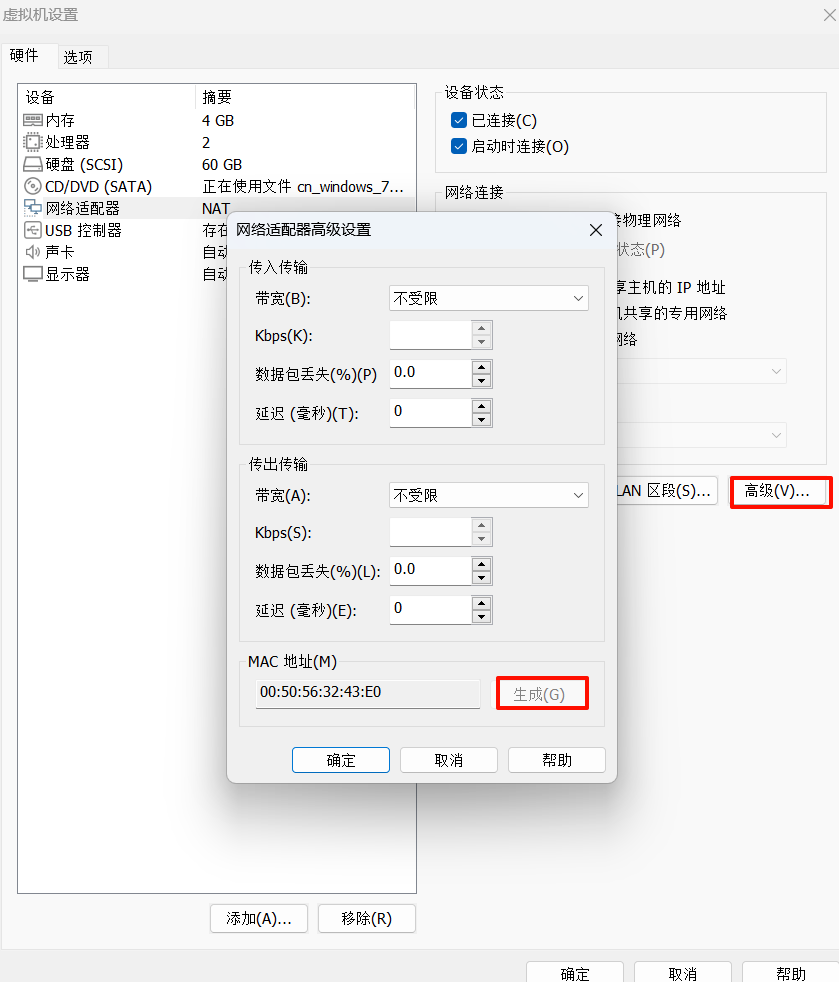 虚拟机设置
硬件 选项
设备 摘要
内存 4 GB
处理器 2
硬盘 (SCSI) 60 GB
CD/DVD (SATA) 正在使用文件 cn_windows_7...
网络适配器 NAT
USB 控制器 存在
声卡 自动
显示器 自动
添加(A)... 移除(R)
设备状态
已连接(C)
启动时连接(O)
网络连接
接物理网络
状态(P)
享主机的 IP 地址
机共享的专用网络
网络
LAN 区段(S)... 高级(V)...
网络适配器高级设置
传入传输
带宽(B): 不受限
Kbps(K):
数据包丢失(%)(P) 0.0
延迟 (毫秒)(T): 0
传出传输
带宽(A): 不受限
Kbps(S):
数据包丢失(%)(L): 0.0
延迟 (毫秒)(E): 0
MAC 地址(M)
00:50:56:32:43:E0 生成(G)
确定 取消 帮助
确定 取消 帮助